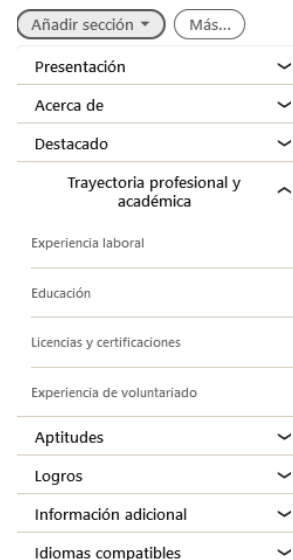 Añadir sección
Más...
Presentación
Acerca de
Destacado
Trayectoria profesional y
académica
Experiencia laboral
Educación
Licencias y certificaciones
Experiencia de voluntariado
Aptitudes
Logros
Información adicional
Idiomas compatibles